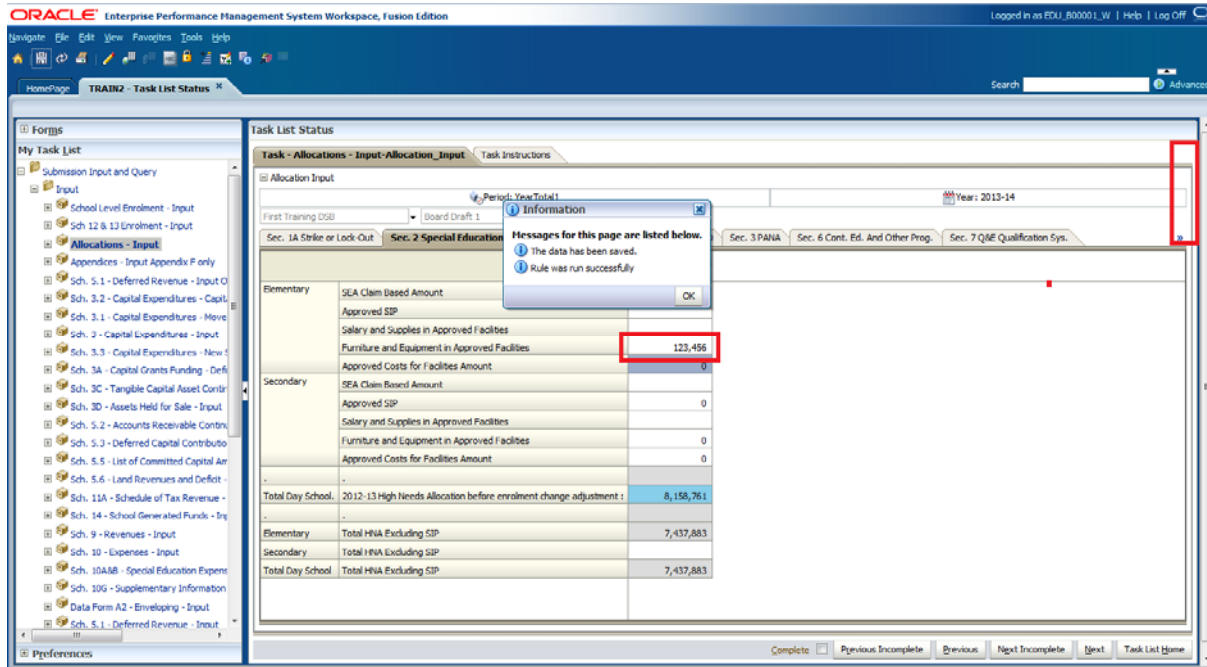 ORACLE Enterprise Performance Management System Workspace, Fusion Edition
Logged in as EDU_B00001_W | Help | Log Off
Navigate File Edit View Favorites Tools Help
HomePage TRAIN2 - Task List Status
Search Advanced
Forms
My Task List
Submission Input and Query
Input
School Level Enrolment - Input
Sch 12 & 13 Enrolment - Input
Allocations - Input
Appendices - Input Appendix F only
Sch. 5.1 - Deferred Revenue - Input O
Sch. 3.2 - Capital Expenditures - Capit
Sch. 3.1 - Capital Expenditures - Move
Sch. 3 - Capital Expenditures - Input
Sch. 3.3 - Capital Expenditures - New S
Sch. 3A - Capital Grants Funding - Defi
Sch. 3C - Tangible Capital Asset Contin
Sch. 3D - Assets Held for Sale - Input
Sch. 5.2 - Accounts Receivable Continu
Sch. 5.3 - Deferred Capital Contributio
Sch. 5.5 - List of Committed Capital Am
Sch. 5.6 - Land Revenues and Deficit -
Sch. 11A - Schedule of Tax Revenue -
Sch. 14 - School Generated Funds - Inp
Sch. 9 - Revenues - Input
Sch. 10 - Expenses - Input
Sch. 10A&B - Special Education Expens
Sch. 10G - Supplementary Information
Data Form A2 - Enveloping - Input
Sch. 5.1 - Deferred Revenue - Input
Preferences
Task List Status
Task - Allocations - Input-Allocation_Input Task Instructions
Allocation Input
Period: YearTotal1 Year: 2013-14
First Training DSB Board Draft 1
Sec. 1A Strike or Lock-Out Sec. 2 Special Education Sec. 3 PANA Sec. 6 Cont. Ed. And Other Prog. Sec. 7 Q&E Qualification Sys. »
Information
Messages for this page are listed below.
The data has been saved.
Rule was run successfully
OK
Elementary SEA Claim Based Amount
Approved SIP
Salary and Supplies in Approved Facilities
Furniture and Equipment in Approved Facilities 123,456
Approved Costs for Facilities Amount 0
Secondary SEA Claim Based Amount
Approved SIP 0
Salary and Supplies in Approved Facilities
Furniture and Equipment in Approved Facilities 0
Approved Costs for Facilities Amount 0
. .
Total Day School. 2012-13 High Needs Allocation before enrolment change adjustment : 8,158,761
. .
Elementary Total HNA Excluding SIP 7,437,883
Secondary Total HNA Excluding SIP
Total Day School Total HNA Excluding SIP 7,437,883
Complete Previous Incomplete Previous Next Incomplete Next Task List Home